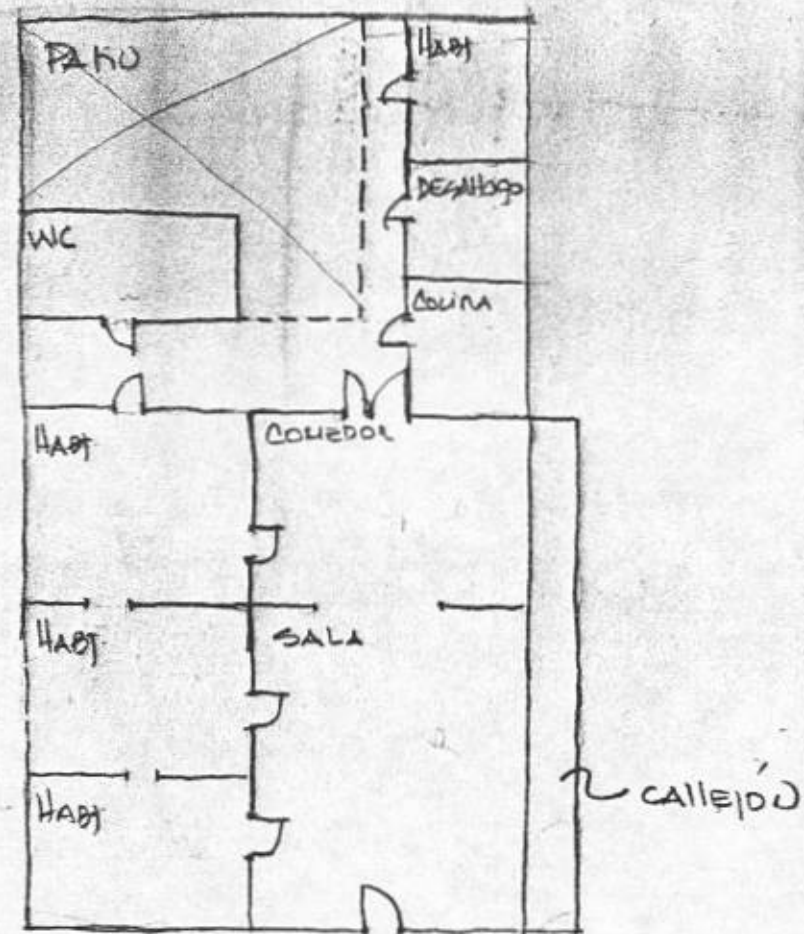 PATIO
HABT
DESAHOGO
WC
COCINA
HABT
COMEDOR
HABT
SALA
HABT
CALLEJÓN